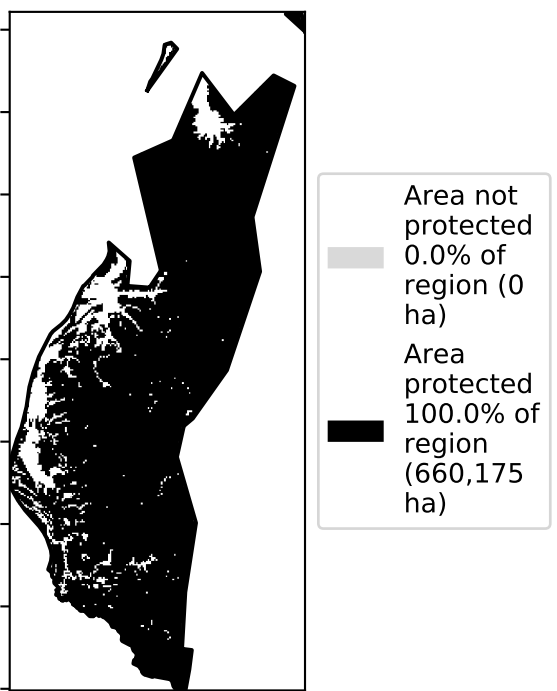 Area not
protected
0.0% of
region (0
ha)
Area
protected
100.0% of
region
(660,175
ha)